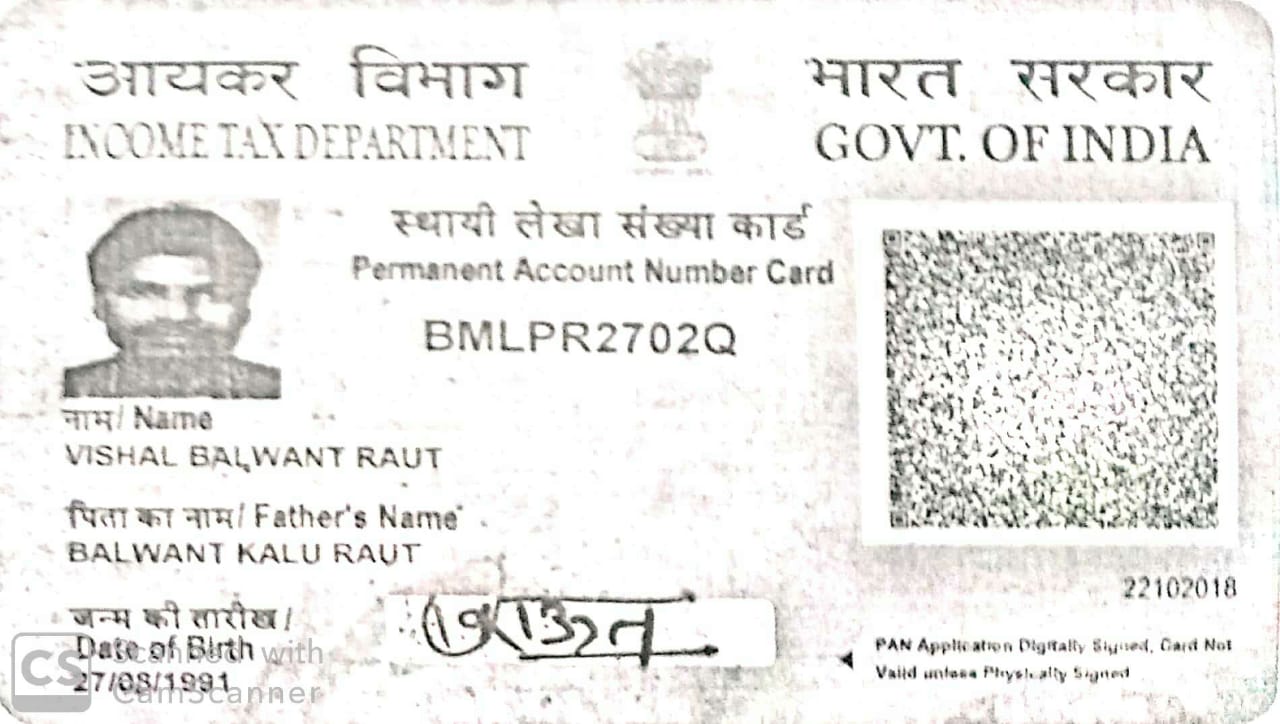 आयकर विभाग
INCOME TAX DEPARTMENT
भारत सरकार
GOVT. OF INDIA
स्थायी लेखा संख्या कार्ड
Permanent Account Number Card
BMLPR2702Q
नाम/ Name
VISHAL BALWANT RAUT
पिता का नाम/ Father's Name
BALWANT KALU RAUT
जन्म की तारीख/
Date of Birth
27/08/1991
22102018
PAN Application Digitally Signed, Card Not
Valid unless Physically Signed
CS Scanned with
CamScanner